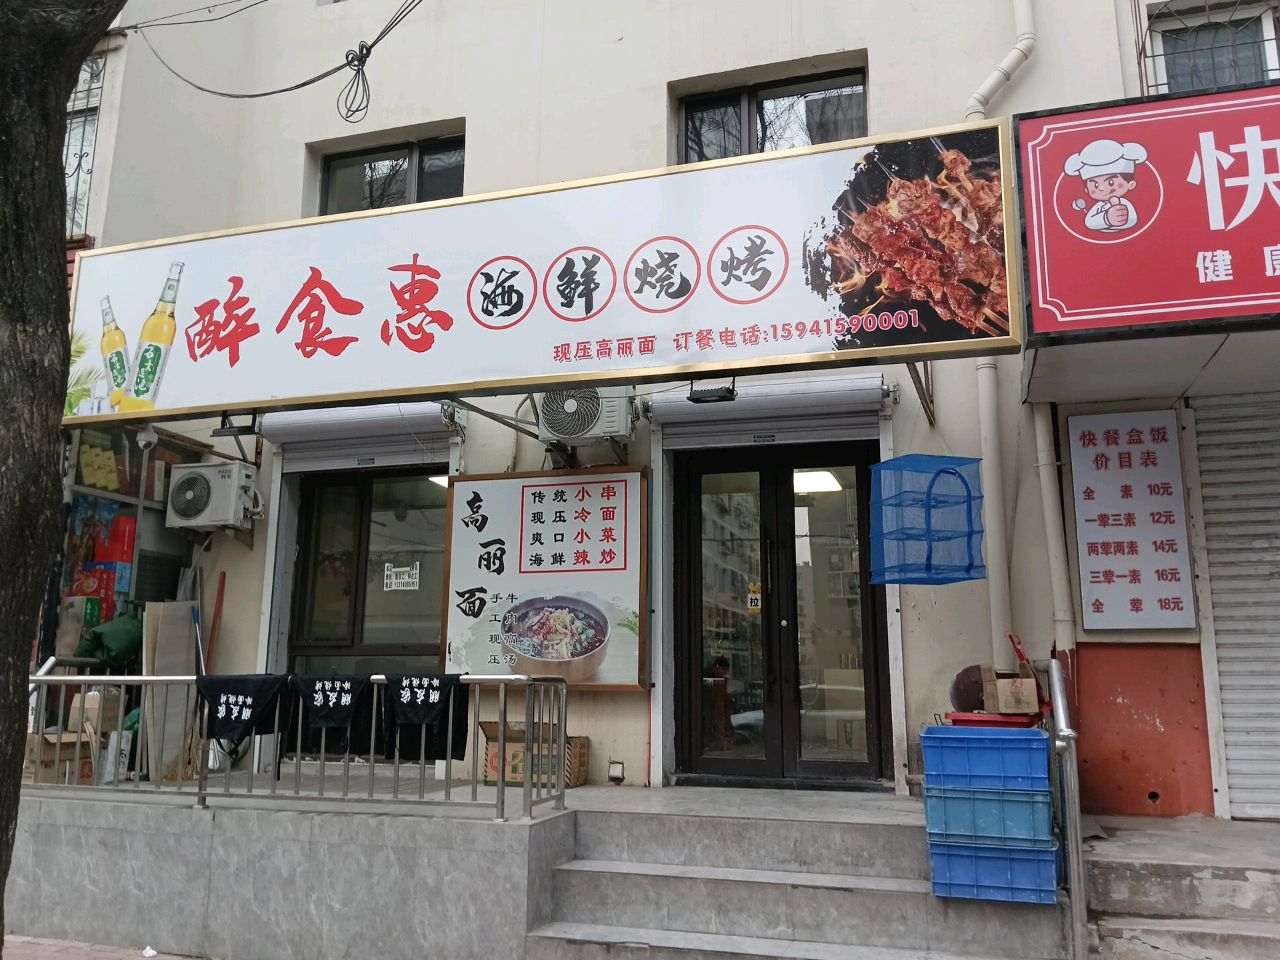 醉食惠 海鲜烧烤
现压高丽面 订餐电话:15941590001
快
健康
高丽面
传统小串
现压冷面
爽口小菜
海鲜辣炒
手工现压
牛肉高汤
拉
快餐盒饭
价目表
全素 10元
一荤三素 12元
两荤两素 14元
三荤一素 16元
全荤 18元